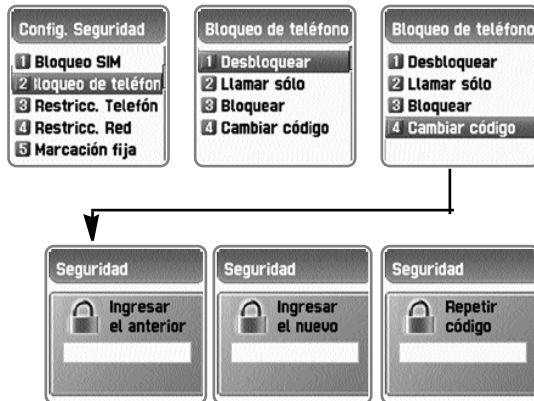 Config. Seguridad
1 Bloqueo SIM
2 loqueo de teléfon
3 Restricc. Telefón
4 Restricc. Red
5 Marcación fija
Bloqueo de teléfono
1 Desbloquear
2 Llamar sólo
3 Bloquear
4 Cambiar código
Bloqueo de teléfono
1 Desbloquear
2 Llamar sólo
3 Bloquear
4 Cambiar código
Seguridad
Ingresar
el anterior
Seguridad
Ingresar
el nuevo
Seguridad
Repetir
código